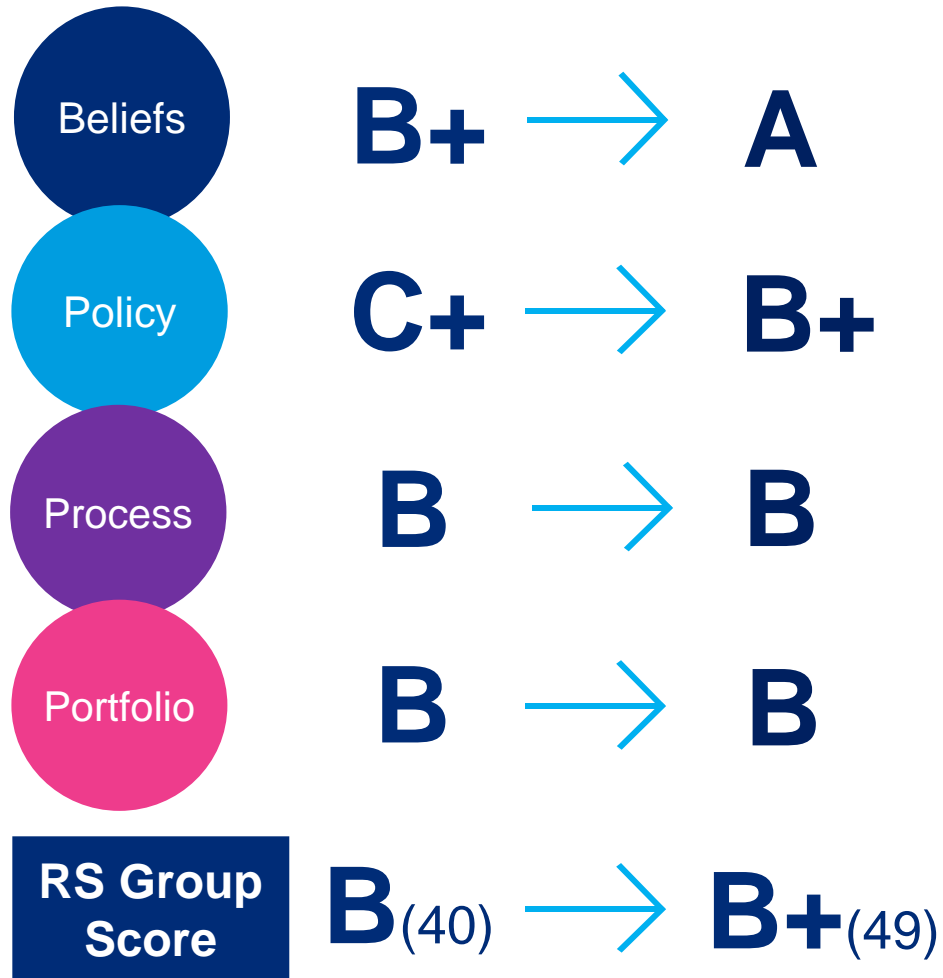 Beliefs B+ A
Policy C+ B+
Process B B
Portfolio B B
RS Group
Score B(40) B+(49)